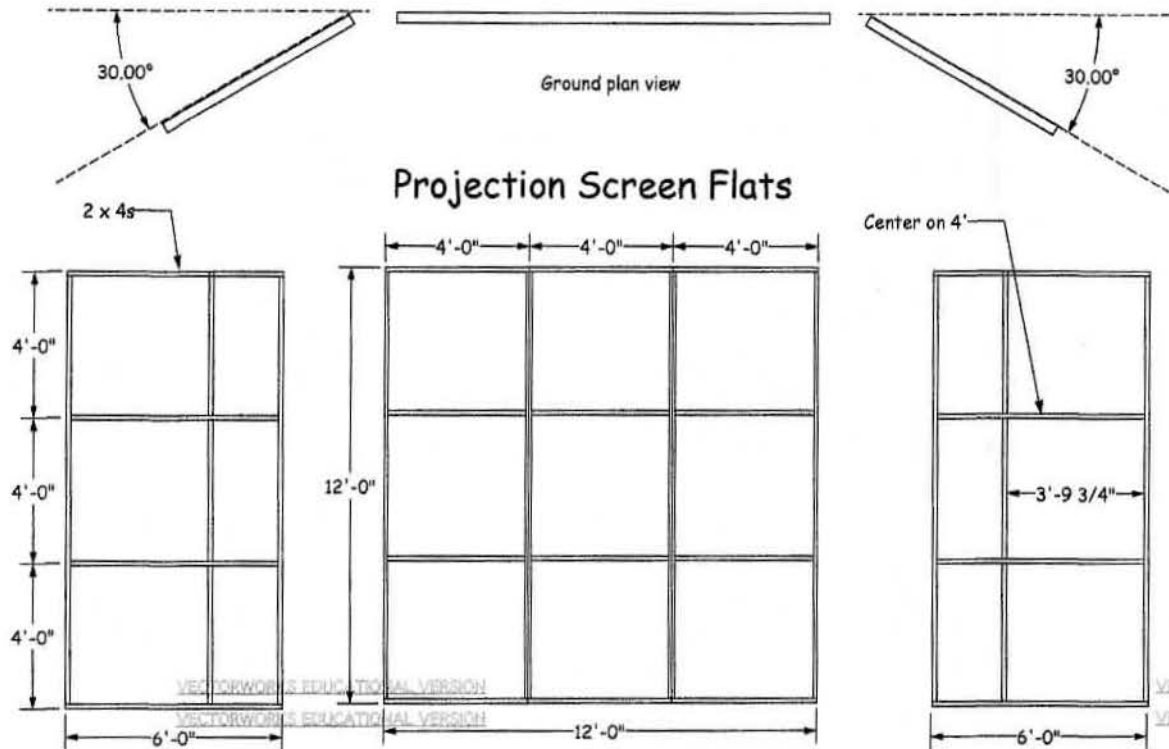 30.00°
Ground plan view
30.00°
Projection Screen Flats
2 x 4s
Center on 4'
4'-0"
4'-0"
4'-0"
4'-0"
4'-0"
4'-0"
12'-0"
3'-9 3/4"
VECTORWORKS EDUCATIONAL VERSION
VECTORWORKS EDUCATIONAL VERSION
6'-0"
12'-0"
6'-0"
VE
VE